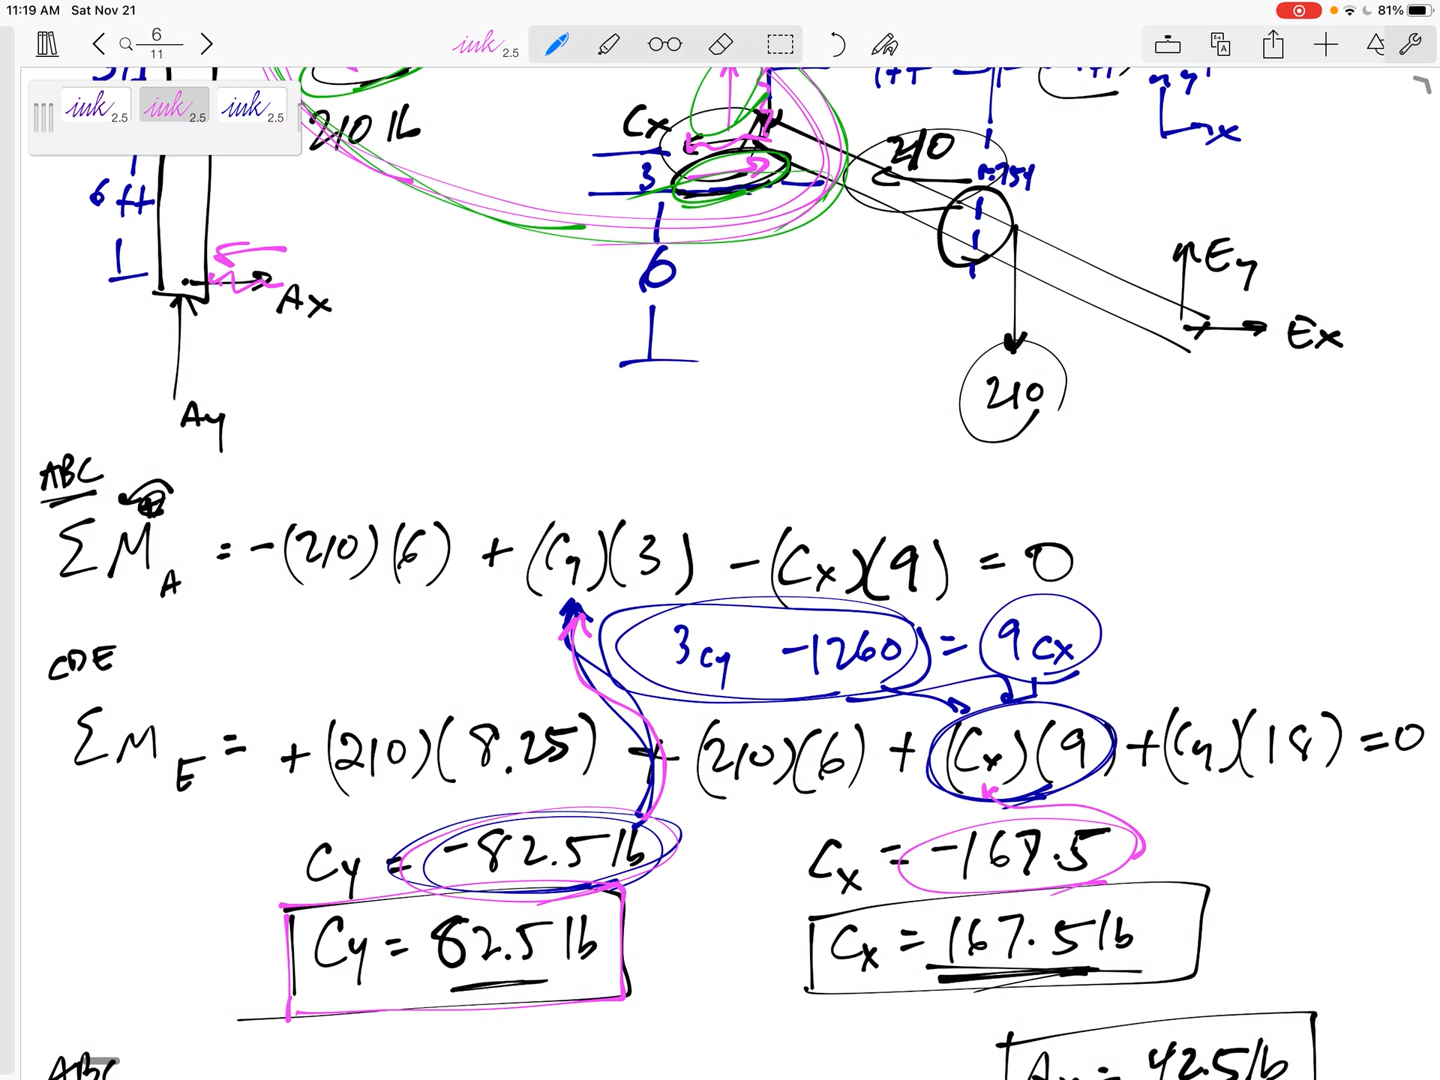 11:19 AM Sat Nov 21
81%
6
11
ink 2.5
ink 2.5
ink 2.5
ink 2.5
210 lb
Cx
3
210
x
6 ft
6
Ax
Ay
Ey
Ex
210
ABC
ΣM_A = -(210)(6) + (Cy)(3) - (Cx)(9) = 0
3Cy - 1260 = 9Cx
CDE
ΣM_E = +(210)(8.25) + (210)(6) + (Cx)(9) + (Cy)(18) = 0
Cy = -82.5 lb
Cx = -167.5
Cy = 82.5 lb
Cx = 167.5 lb
ABC
42.5 lb